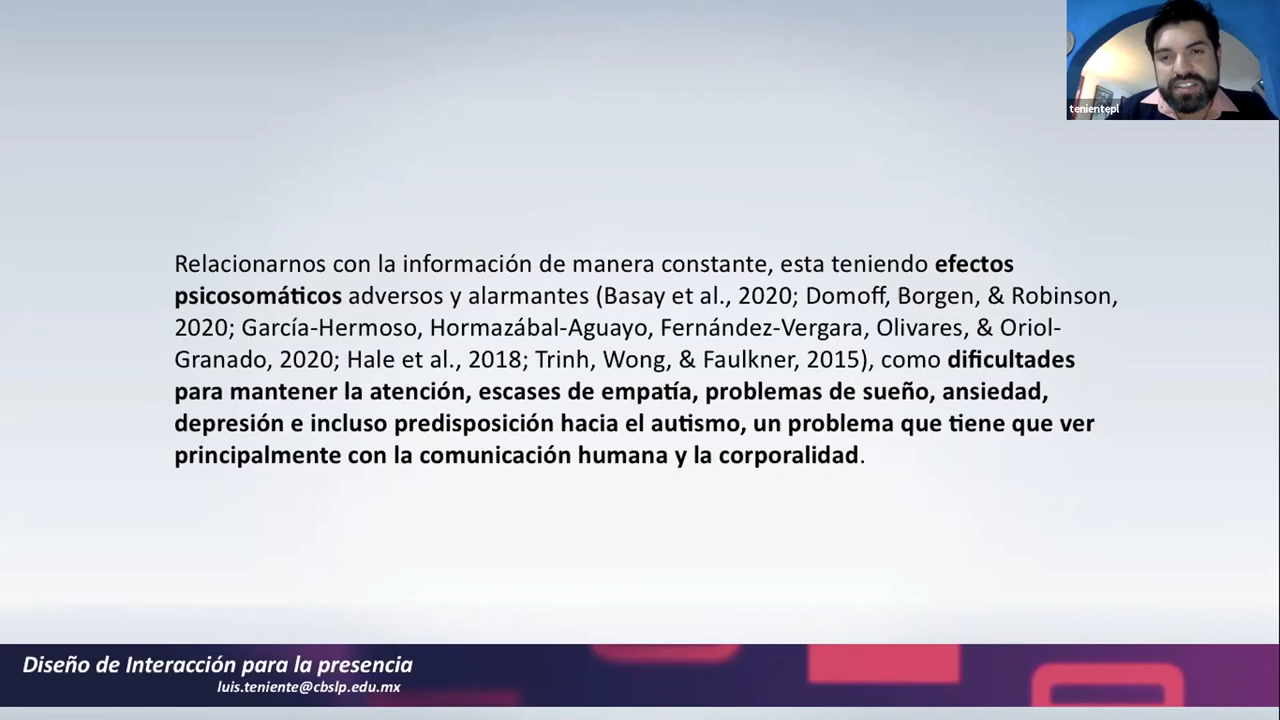 tenientepl
Relacionarnos con la información de manera constante, esta teniendo efectos
psicosomáticos adversos y alarmantes (Basay et al., 2020; Domoff, Borgen, & Robinson,
2020; García-Hermoso, Hormazábal-Aguayo, Fernández-Vergara, Olivares, & Oriol-
Granado, 2020; Hale et al., 2018; Trinh, Wong, & Faulkner, 2015), como dificultades
para mantener la atención, escases de empatía, problemas de sueño, ansiedad,
depresión e incluso predisposición hacia el autismo, un problema que tiene que ver
principalmente con la comunicación humana y la corporalidad.
Diseño de Interacción para la presencia
luis.teniente@cbslp.edu.mx